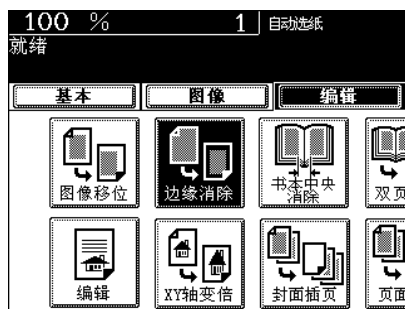 100 % 1 自动选纸
就绪
基本 图像 编辑
图像移位 边缘消除 书本中央 双页
消除
编辑 XY轴变倍 封面插页 页面